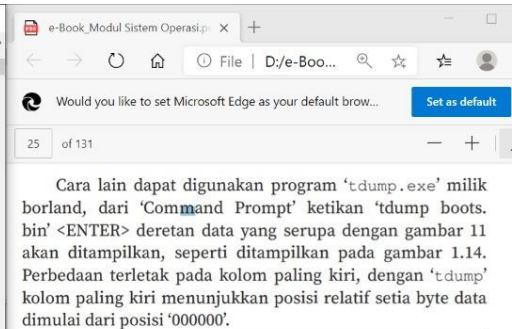 e-Book_Modul Sistem Operasi.p
File | D:/e-Boo...
Would you like to set Microsoft Edge as your default brow...
Set as default
25 of 131
Cara lain dapat digunakan program ‘tdump.exe’ milik
borland, dari ‘Command Prompt’ ketikan ‘tdump boots.
bin’ <ENTER> deretan data yang serupa dengan gambar 11
akan ditampilkan, seperti ditampilkan pada gambar 1.14.
Perbedaan terletak pada kolom paling kiri, dengan ‘tdump’
kolom paling kiri menunjukkan posisi relatif setia byte data
dimulai dari posisi ‘000000’.